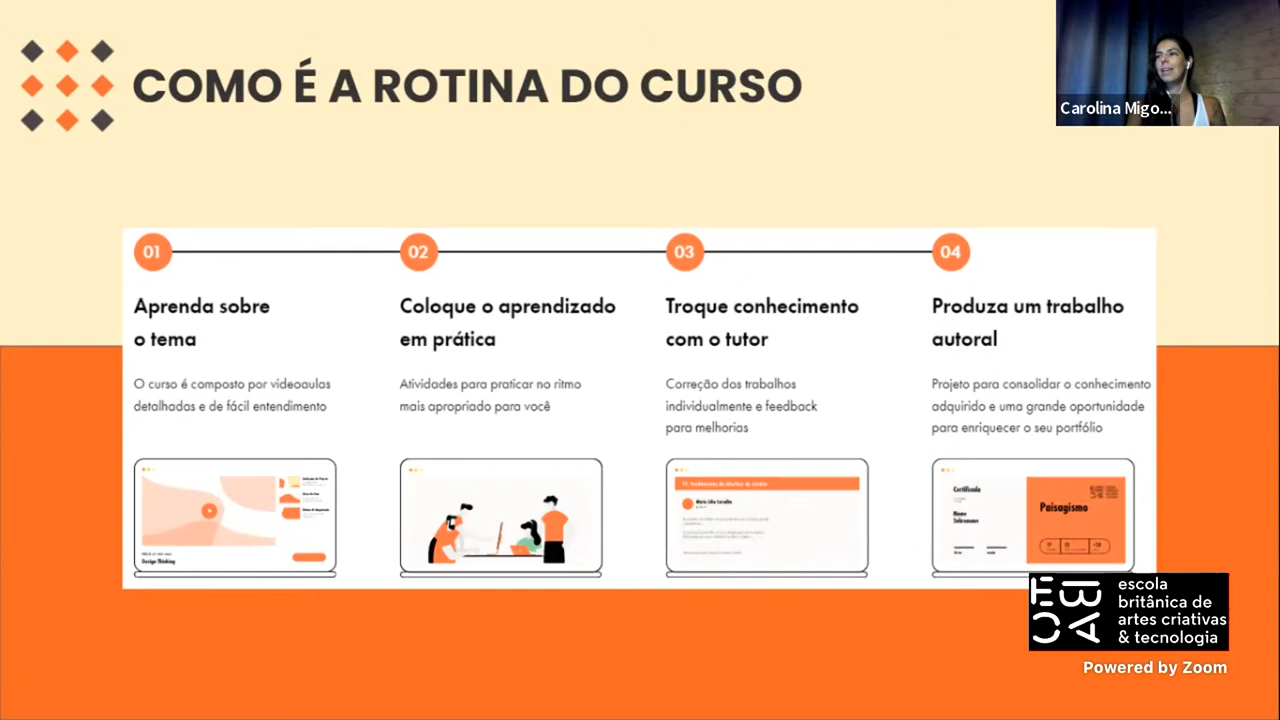 COMO É A ROTINA DO CURSO
Carolina Migo...
01
02
03
04
Aprenda sobre
o tema
Coloque o aprendizado
em prática
Troque conhecimento
com o tutor
Produza um trabalho
autoral
O curso é composto por videoaulas
detalhadas e de fácil entendimento
Atividades para praticar no ritmo
mais apropriado para você
Correção dos trabalhos
individualmente e feedback
para melhorias
Projeto para consolidar o conhecimento
adquirido e uma grande oportunidade
para enriquecer o seu portfólio
Design Thinking
Certificado
Nome
Sobrenome
Paisagismo
EBAC
escola
britânica de
artes criativas
& tecnologia
Powered by Zoom